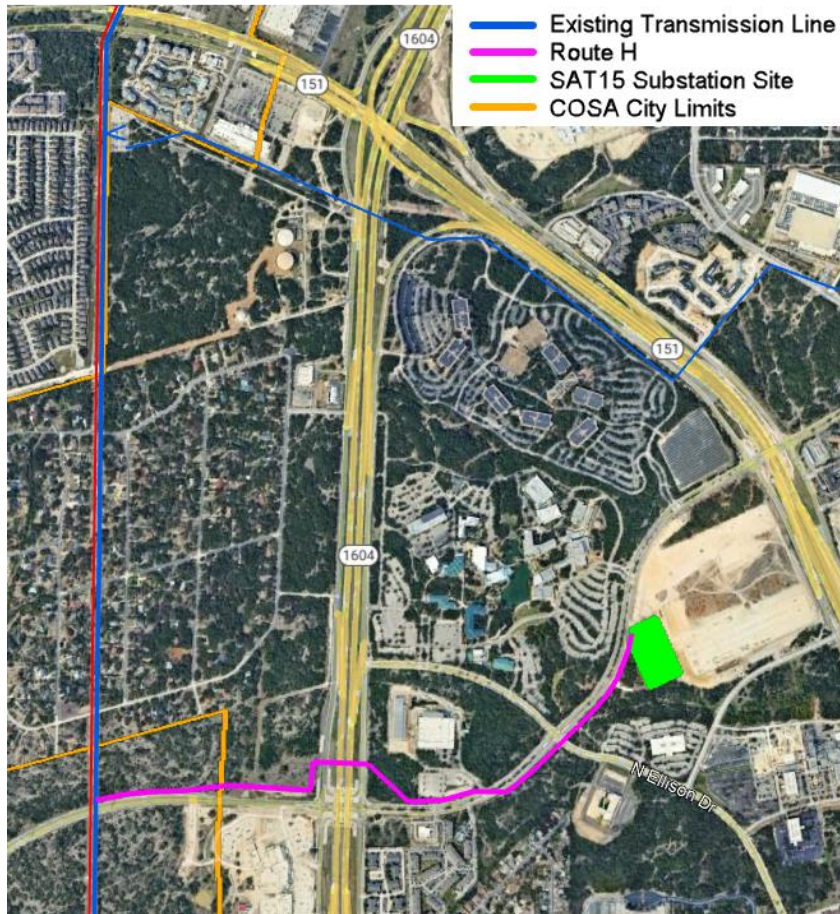 Existing Transmission Line
Route H
SAT15 Substation Site
COSA City Limits
1604
151
151
1604
N Ellison Dr